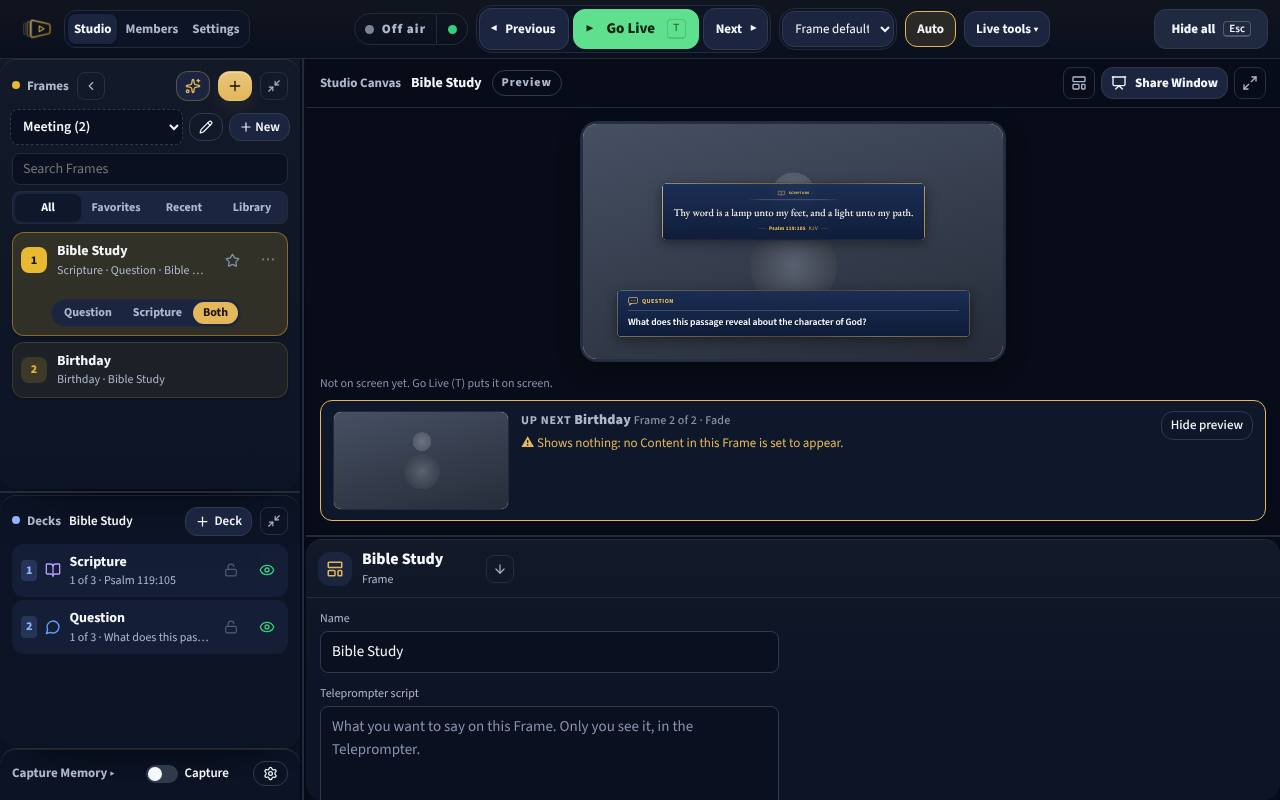 Studio Members Settings
Off air
◂ Previous
▸ Go Live T
Next ▸
Frame default
Auto
Live tools ▾
Hide all Esc
Frames
Meeting (2)
+ New
Search Frames
All Favorites Recent Library
1 Bible Study
Scripture · Question · Bible …
Question Scripture Both
2 Birthday
Birthday · Bible Study
Decks Bible Study
+ Deck
1 Scripture
1 of 3 · Psalm 119:105
2 Question
1 of 3 · What does this pas…
Capture Memory ▸
Capture
Studio Canvas Bible Study Preview
Share Window
SCRIPTURE
Thy word is a lamp unto my feet, and a light unto my path.
Psalm 119:105 KJV
QUESTION
What does this passage reveal about the character of God?
Not on screen yet. Go Live (T) puts it on screen.
UP NEXT Birthday Frame 2 of 2 · Fade
Shows nothing: no Content in this Frame is set to appear.
Hide preview
Bible Study
Frame
Name
Bible Study
Teleprompter script
What you want to say on this Frame. Only you see it, in the
Teleprompter.